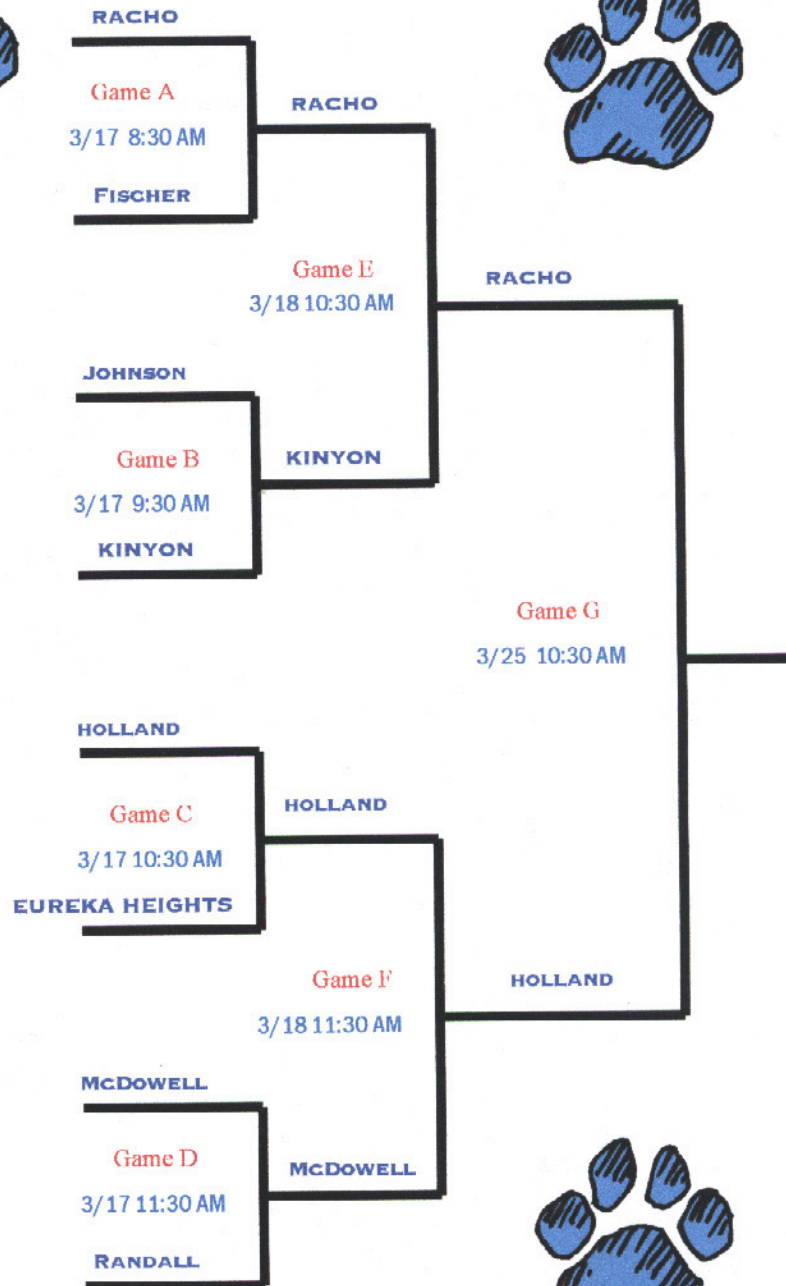 RACHO
Game A
RACHO
3/17 8:30 AM
FISCHER
Game E
RACHO
3/18 10:30 AM
JOHNSON
Game B
KINYON
3/17 9:30 AM
KINYON
Game G
3/25 10:30 AM
HOLLAND
Game C
HOLLAND
3/17 10:30 AM
EUREKA HEIGHTS
Game F
HOLLAND
3/18 11:30 AM
MCDOWELL
Game D
MCDOWELL
3/17 11:30 AM
RANDALL